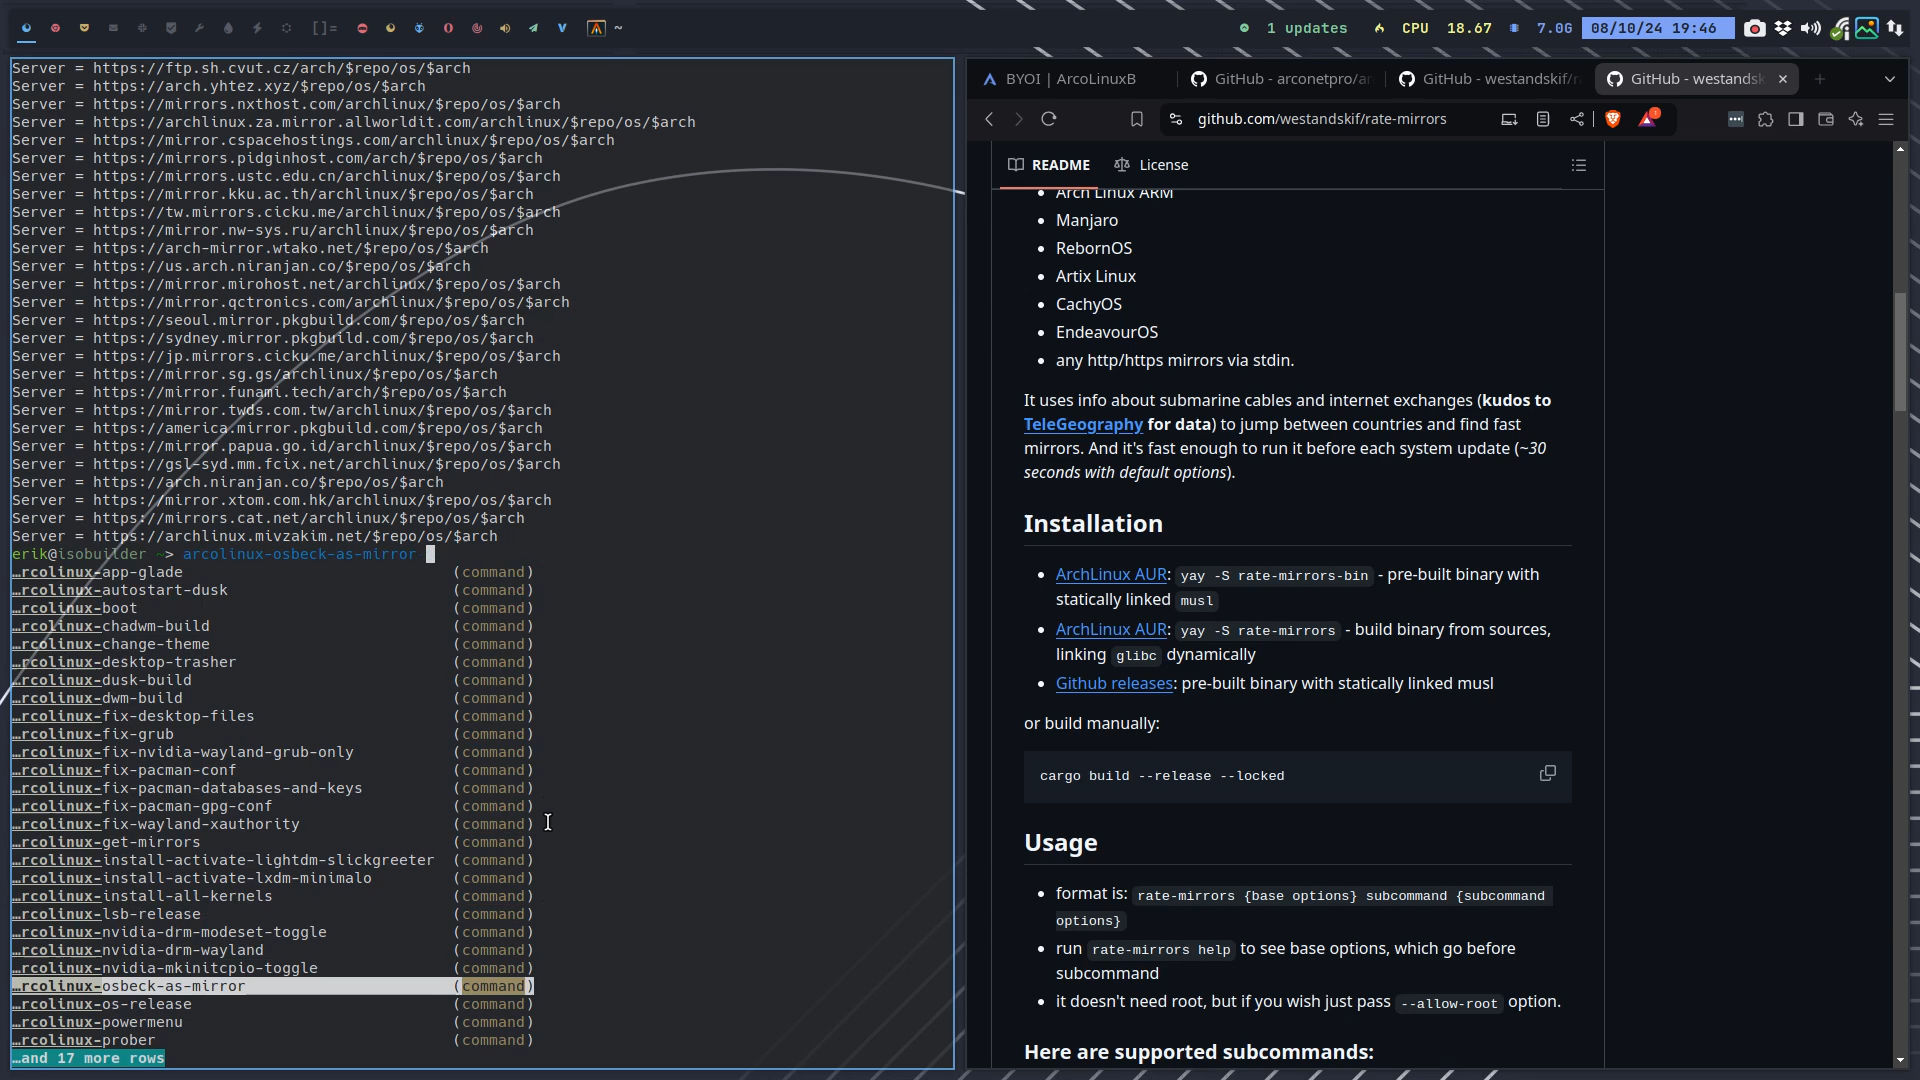 []=
~
1 updates
CPU 18.67
7.0G
08/10/24 19:46
Server = https://ftp.sh.cvut.cz/arch/$repo/os/$arch
Server = https://arch.yhtez.xyz/$repo/os/$arch
Server = https://mirrors.nxthost.com/archlinux/$repo/os/$arch
Server = https://archlinux.za.mirror.allworldit.com/archlinux/$repo/os/$arch
Server = https://mirror.cspacehostings.com/archlinux/$repo/os/$arch
Server = https://mirrors.pidginhost.com/arch/$repo/os/$arch
Server = https://mirrors.ustc.edu.cn/archlinux/$repo/os/$arch
Server = https://mirror.kku.ac.th/archlinux/$repo/os/$arch
Server = https://tw.mirrors.cicku.me/archlinux/$repo/os/$arch
Server = https://mirror.nw-sys.ru/archlinux/$repo/os/$arch
Server = https://arch-mirror.wtako.net/$repo/os/$arch
Server = https://us.arch.niranjan.co/$repo/os/$arch
Server = https://mirror.mirohost.net/archlinux/$repo/os/$arch
Server = https://mirror.qctronics.com/archlinux/$repo/os/$arch
Server = https://seoul.mirror.pkgbuild.com/$repo/os/$arch
Server = https://sydney.mirror.pkgbuild.com/$repo/os/$arch
Server = https://jp.mirrors.cicku.me/archlinux/$repo/os/$arch
Server = https://mirror.sg.gs/archlinux/$repo/os/$arch
Server = https://mirror.funami.tech/arch/$repo/os/$arch
Server = https://mirror.twds.com.tw/archlinux/$repo/os/$arch
Server = https://america.mirror.pkgbuild.com/$repo/os/$arch
Server = https://mirror.papua.go.id/archlinux/$repo/os/$arch
Server = https://gsl-syd.mm.fcix.net/archlinux/$repo/os/$arch
Server = https://arch.niranjan.co/$repo/os/$arch
Server = https://mirror.xtom.com.hk/archlinux/$repo/os/$arch
Server = https://mirrors.cat.net/archlinux/$repo/os/$arch
Server = https://archlinux.mivzakim.net/$repo/os/$arch
erik@isobuilder ~> arcolinux-osbeck-as-mirror
…rcolinux-app-glade (command)
…rcolinux-autostart-dusk (command)
…rcolinux-boot (command)
…rcolinux-chadwm-build (command)
…rcolinux-change-theme (command)
…rcolinux-desktop-trasher (command)
…rcolinux-dusk-build (command)
…rcolinux-dwm-build (command)
…rcolinux-fix-desktop-files (command)
…rcolinux-fix-grub (command)
…rcolinux-fix-nvidia-wayland-grub-only (command)
…rcolinux-fix-pacman-conf (command)
…rcolinux-fix-pacman-databases-and-keys (command)
…rcolinux-fix-pacman-gpg-conf (command)
…rcolinux-fix-wayland-xauthority (command)
…rcolinux-get-mirrors (command)
…rcolinux-install-activate-lightdm-slickgreeter (command)
…rcolinux-install-activate-lxdm-minimalo (command)
…rcolinux-install-all-kernels (command)
…rcolinux-lsb-release (command)
…rcolinux-nvidia-drm-modeset-toggle (command)
…rcolinux-nvidia-drm-wayland (command)
…rcolinux-nvidia-mkinitcpio-toggle (command)
…rcolinux-osbeck-as-mirror (command)
…rcolinux-os-release (command)
…rcolinux-powermenu (command)
…rcolinux-prober (command)
…and 17 more rows
BYOI | ArcoLinuxB
GitHub - arconetpro/ar
GitHub - westandskif/r
GitHub - westandsk
github.com/westandskif/rate-mirrors
README
License
Arch Linux ARM
Manjaro
RebornOS
Artix Linux
CachyOS
EndeavourOS
any http/https mirrors via stdin.
It uses info about submarine cables and internet exchanges (kudos to
TeleGeography for data) to jump between countries and find fast
mirrors. And it's fast enough to run it before each system update (~30
seconds with default options).
Installation
ArchLinux AUR: yay -S rate-mirrors-bin - pre-built binary with
statically linked musl
ArchLinux AUR: yay -S rate-mirrors - build binary from sources,
linking glibc dynamically
Github releases: pre-built binary with statically linked musl
or build manually:
cargo build --release --locked
Usage
format is: rate-mirrors {base options} subcommand {subcommand
options}
run rate-mirrors help to see base options, which go before
subcommand
it doesn't need root, but if you wish just pass --allow-root option.
Here are supported subcommands: